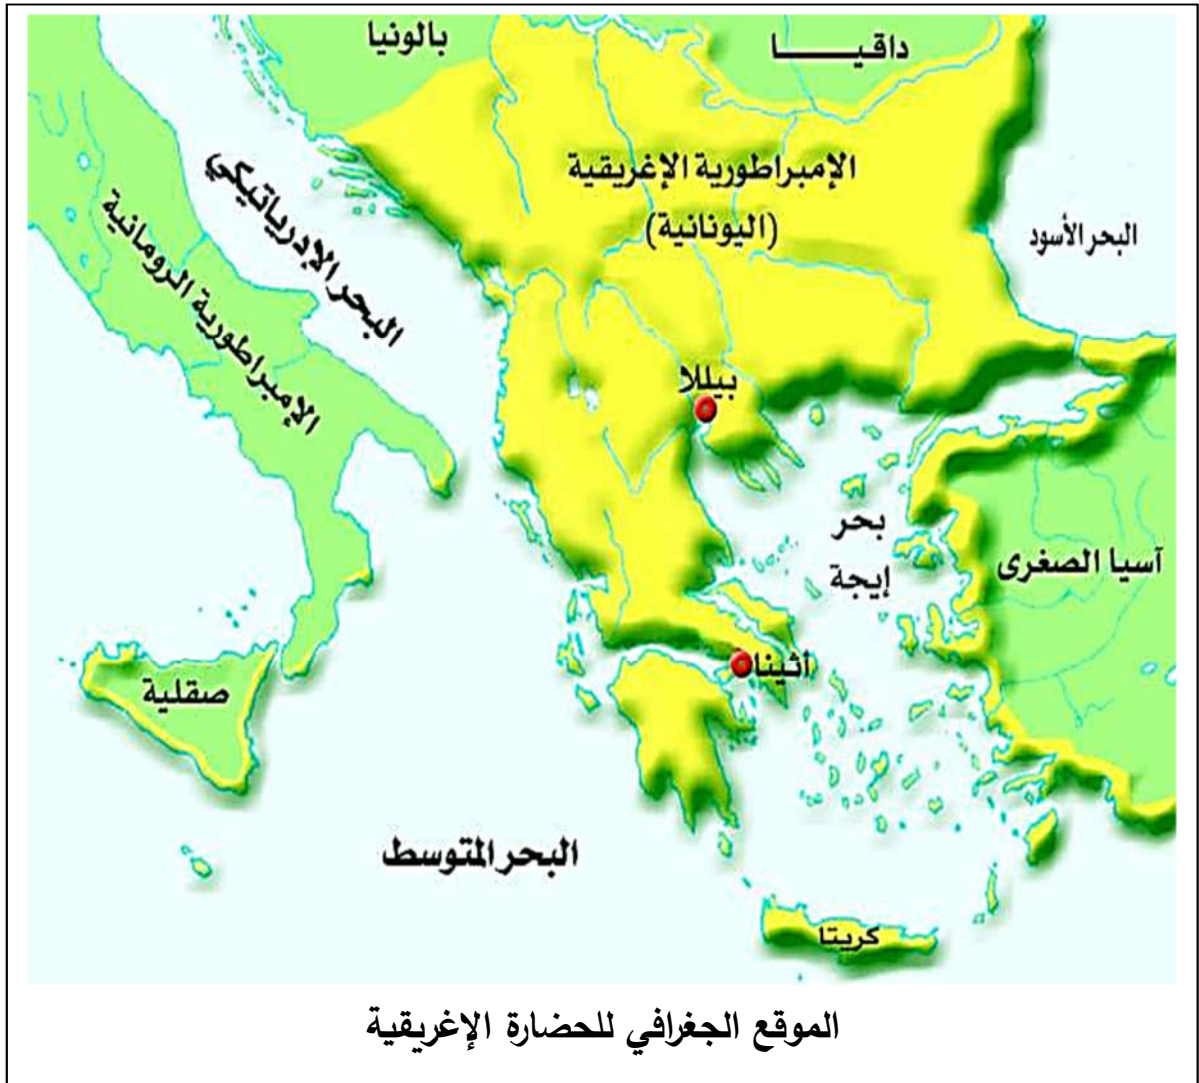 بالونيا
داقيـــــــا
الإمبراطورية الإغريقية
(اليونانية)
البحر الأسود
البحر الإدرياتيكي
الإمبراطورية الرومانية
بيللا
بحر
إيجة
آسيا الصغرى
أثينا
صقلية
البحر المتوسط
كريتا
الموقع الجغرافي للحضارة الإغريقية